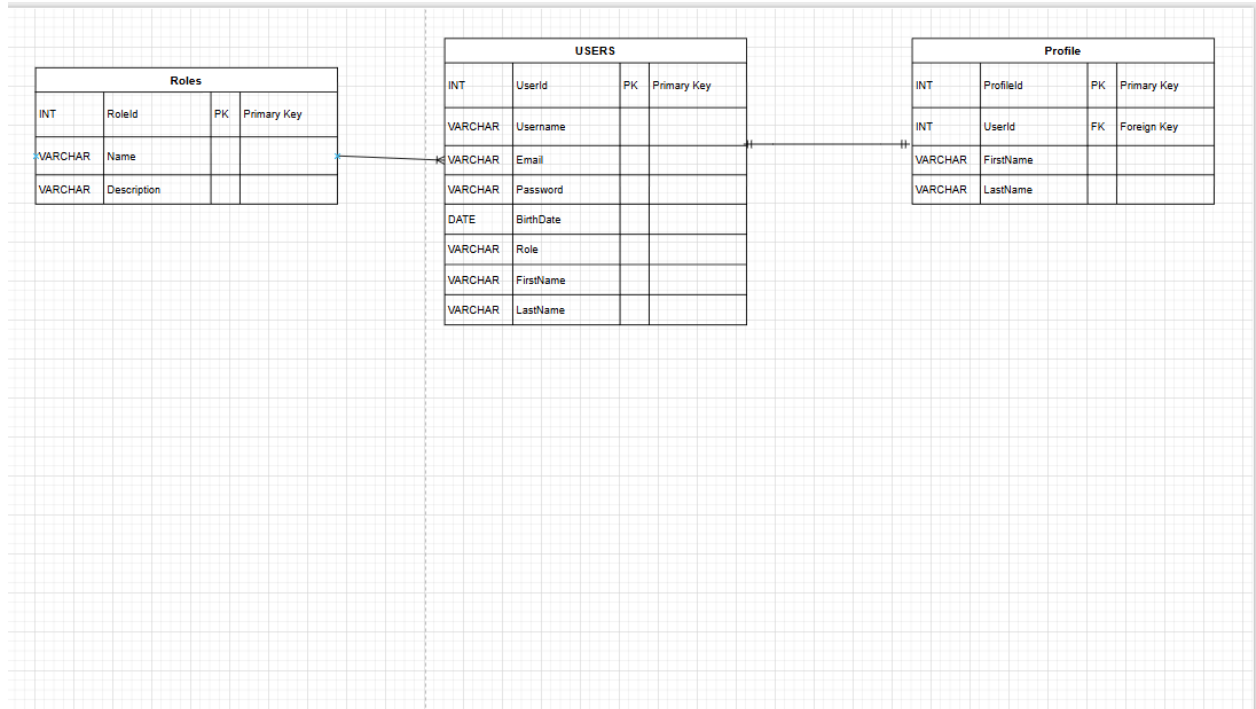 Roles
INT RoleId PK Primary Key
VARCHAR Name
VARCHAR Description
USERS
INT UserId PK Primary Key
VARCHAR Username
VARCHAR Email
VARCHAR Password
DATE BirthDate
VARCHAR Role
VARCHAR FirstName
VARCHAR LastName
Profile
INT ProfileId PK Primary Key
INT UserId FK Foreign Key
VARCHAR FirstName
VARCHAR LastName